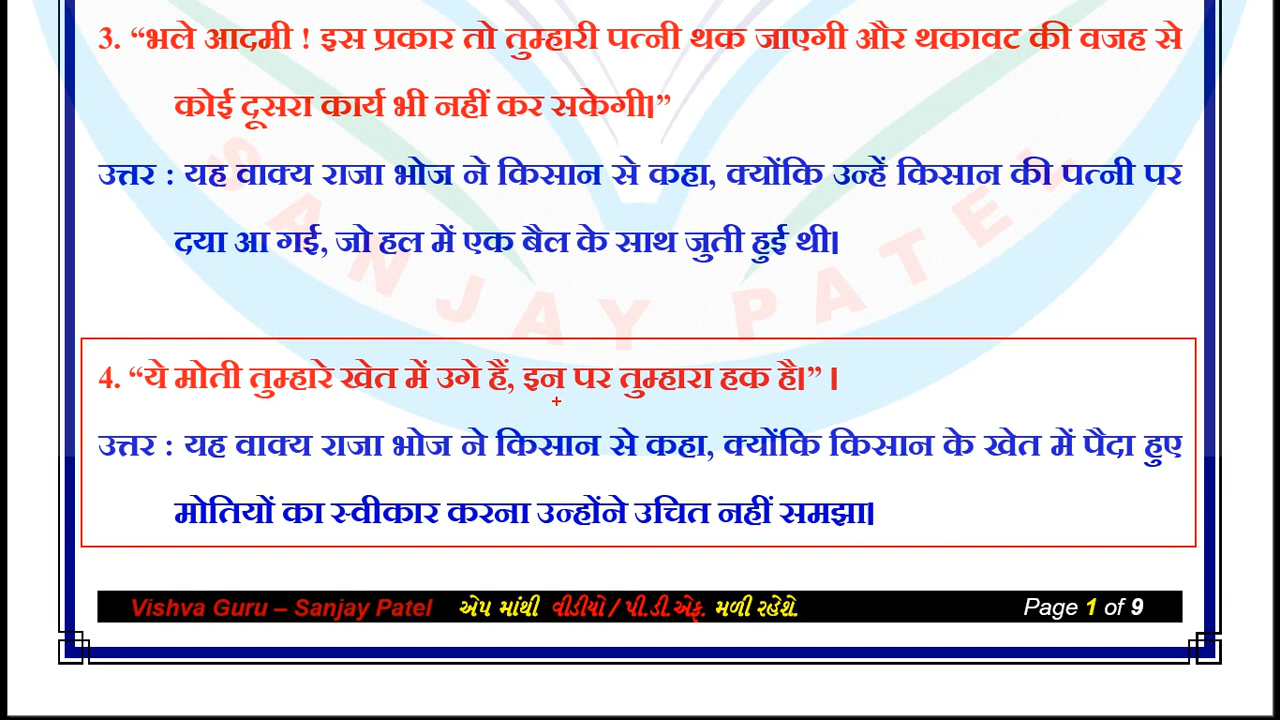 3. “भले आदमी ! इस प्रकार तो तुम्हारी पत्नी थक जाएगी और थकावट की वजह से
कोई दूसरा कार्य भी नहीं कर सकेगी।”
उत्तर : यह वाक्य राजा भोज ने किसान से कहा, क्योंकि उन्हें किसान की पत्नी पर
दया आ गई, जो हल में एक बैल के साथ जुती हुई थी।
SANJAY PATEL
4. “ये मोती तुम्हारे खेत में उगे हैं, इन पर तुम्हारा हक है।” ।
उत्तर : यह वाक्य राजा भोज ने किसान से कहा, क्योंकि किसान के खेत में पैदा हुए
मोतियों का स्वीकार करना उन्होंने उचित नहीं समझा।
Vishva Guru – Sanjay Patel એપ માંથી વીડીયો / પી.ડી.એફ. મળી રહેશે. Page 1 of 9